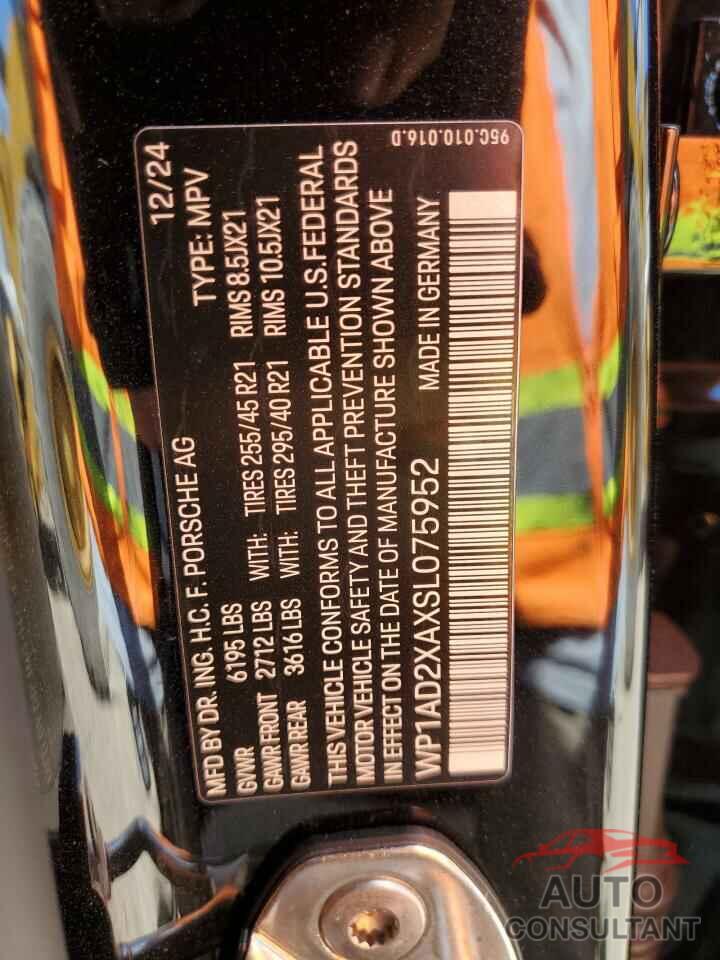 MFD BY DR. ING. H.C. F. PORSCHE AG 12/24
GVWR 6195 LBS TYPE: MPV
GAWR FRONT 2712 LBS WITH: TIRES 255/45 R21 RIMS 8.5JX21
GAWR REAR 3616 LBS WITH: TIRES 295/40 R21 RIMS 10.5JX21
THIS VEHICLE CONFORMS TO ALL APPLICABLE U.S. FEDERAL
MOTOR VEHICLE SAFETY AND THEFT PREVENTION STANDARDS
IN EFFECT ON THE DATE OF MANUFACTURE SHOWN ABOVE
95C.010.016.D
WP1AD2XAXSL075952 MADE IN GERMANY
AUTO
CONSULTANT